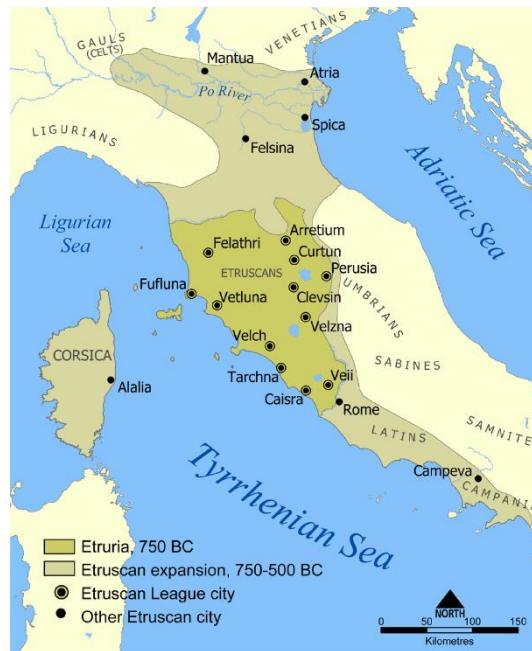 GAULS
(CELTS)
VENETIANS
Mantua
Po River
Atria
Spica
Felsina
LIGURIANS
Adriatic Sea
Ligurian
Sea
Arretium
Felathri
Curtun
ETRUSCANS
Perusia
Fufluna
Clevsin
UMBRIANS
Vetluna
Velzna
Velch
SABINES
CORSICA
Tarchna
Veii
Alalia
Caisra
Rome
SAMNITE
LATINS
Campeva
CAMPANI
Tyrrhenian Sea
Etruria, 750 BC
Etruscan expansion, 750-500 BC
Etruscan League city
Other Etruscan city
NORTH
0 50 100 150
Kilometres